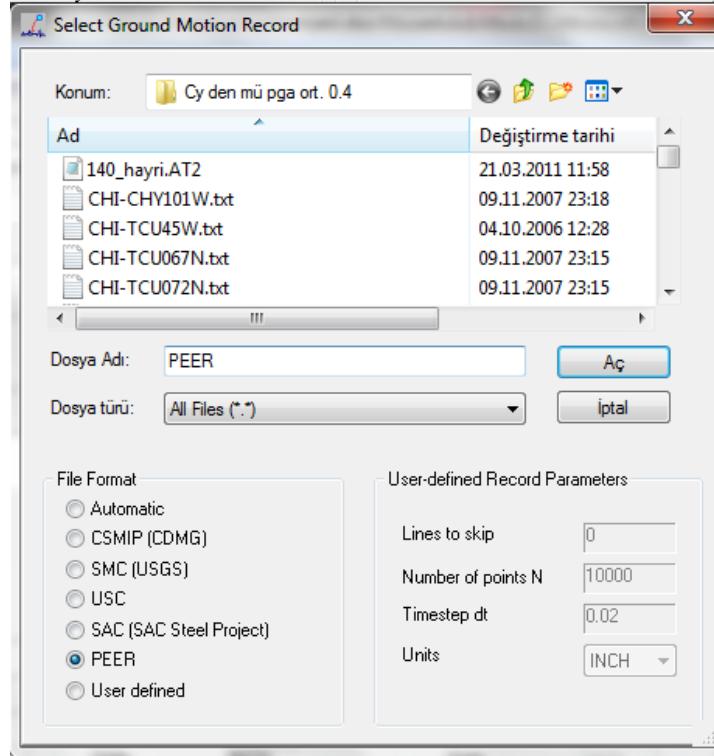 Select Ground Motion Record
Konum: Cy den mü pga ort. 0.4
Ad Değiştirme tarihi
140_hayri.AT2 21.03.2011 11:58
CHI-CHY101W.txt 09.11.2007 23:18
CHI-TCU45W.txt 04.10.2006 12:28
CHI-TCU067N.txt 09.11.2007 23:15
CHI-TCU072N.txt 09.11.2007 23:15
Dosya Adı: PEER Aç
Dosya türü: All Files (*.*) İptal
File Format
Automatic
CSMIP (CDMG)
SMC (USGS)
USC
SAC (SAC Steel Project)
PEER
User defined
User-defined Record Parameters
Lines to skip 0
Number of points N 10000
Timestep dt 0.02
Units INCH